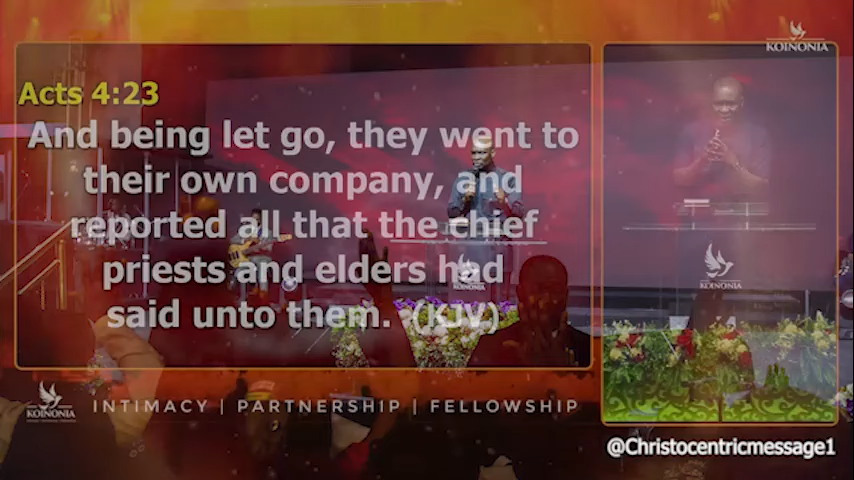 KOINONIA
Acts 4:23
And being let go, they went to
their own company, and
reported all that the chief
priests and elders had
said unto them. (KJV)
KOINONIA
KOINONIA
KOINONIA
INTIMACY | PARTNERSHIP | FELLOWSHIP
@Christocentricmessage1